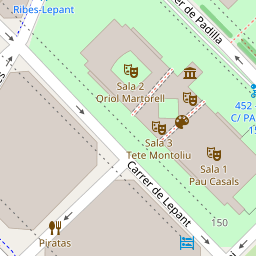 Ribes-Lepant
Carrer de Padilla
Sala 2
Oriol Martorell
452
C/ PA
Sala 3
Tete Montoliu
Sala 1
Pau Casals
Carrer de Lepant
150
Piratas